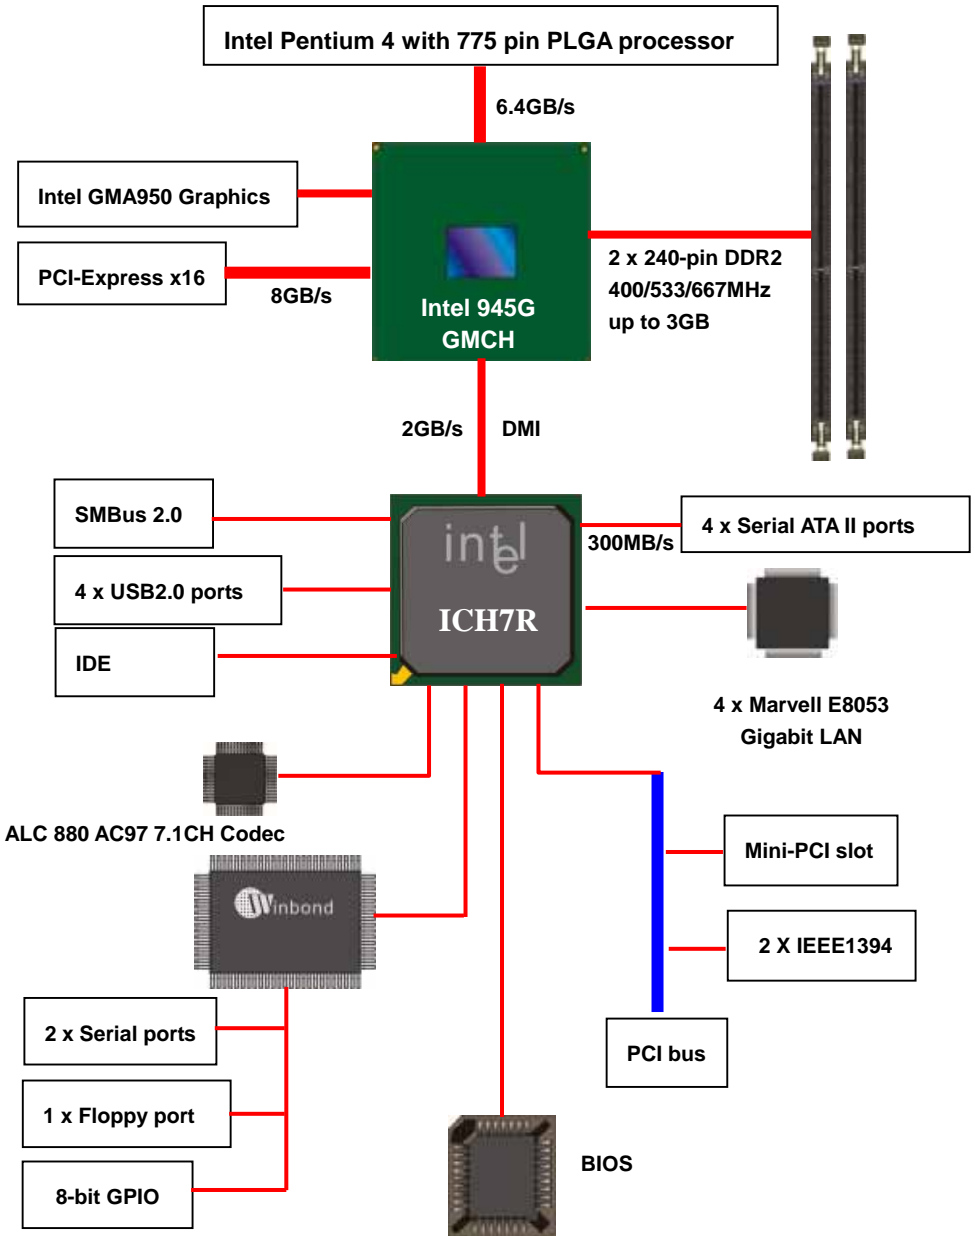 Intel Pentium 4 with 775 pin PLGA processor
6.4GB/s
Intel GMA950 Graphics
PCI-Express x16
8GB/s
Intel 945G
GMCH
2 x 240-pin DDR2
400/533/667MHz
up to 3GB
2GB/s
DMI
SMBus 2.0
4 x USB2.0 ports
IDE
intel
ICH7R
300MB/s
4 x Serial ATA II ports
4 x Marvell E8053
Gigabit LAN
ALC 880 AC97 7.1CH Codec
Winbond
Mini-PCI slot
2 X IEEE1394
PCI bus
2 x Serial ports
1 x Floppy port
8-bit GPIO
BIOS